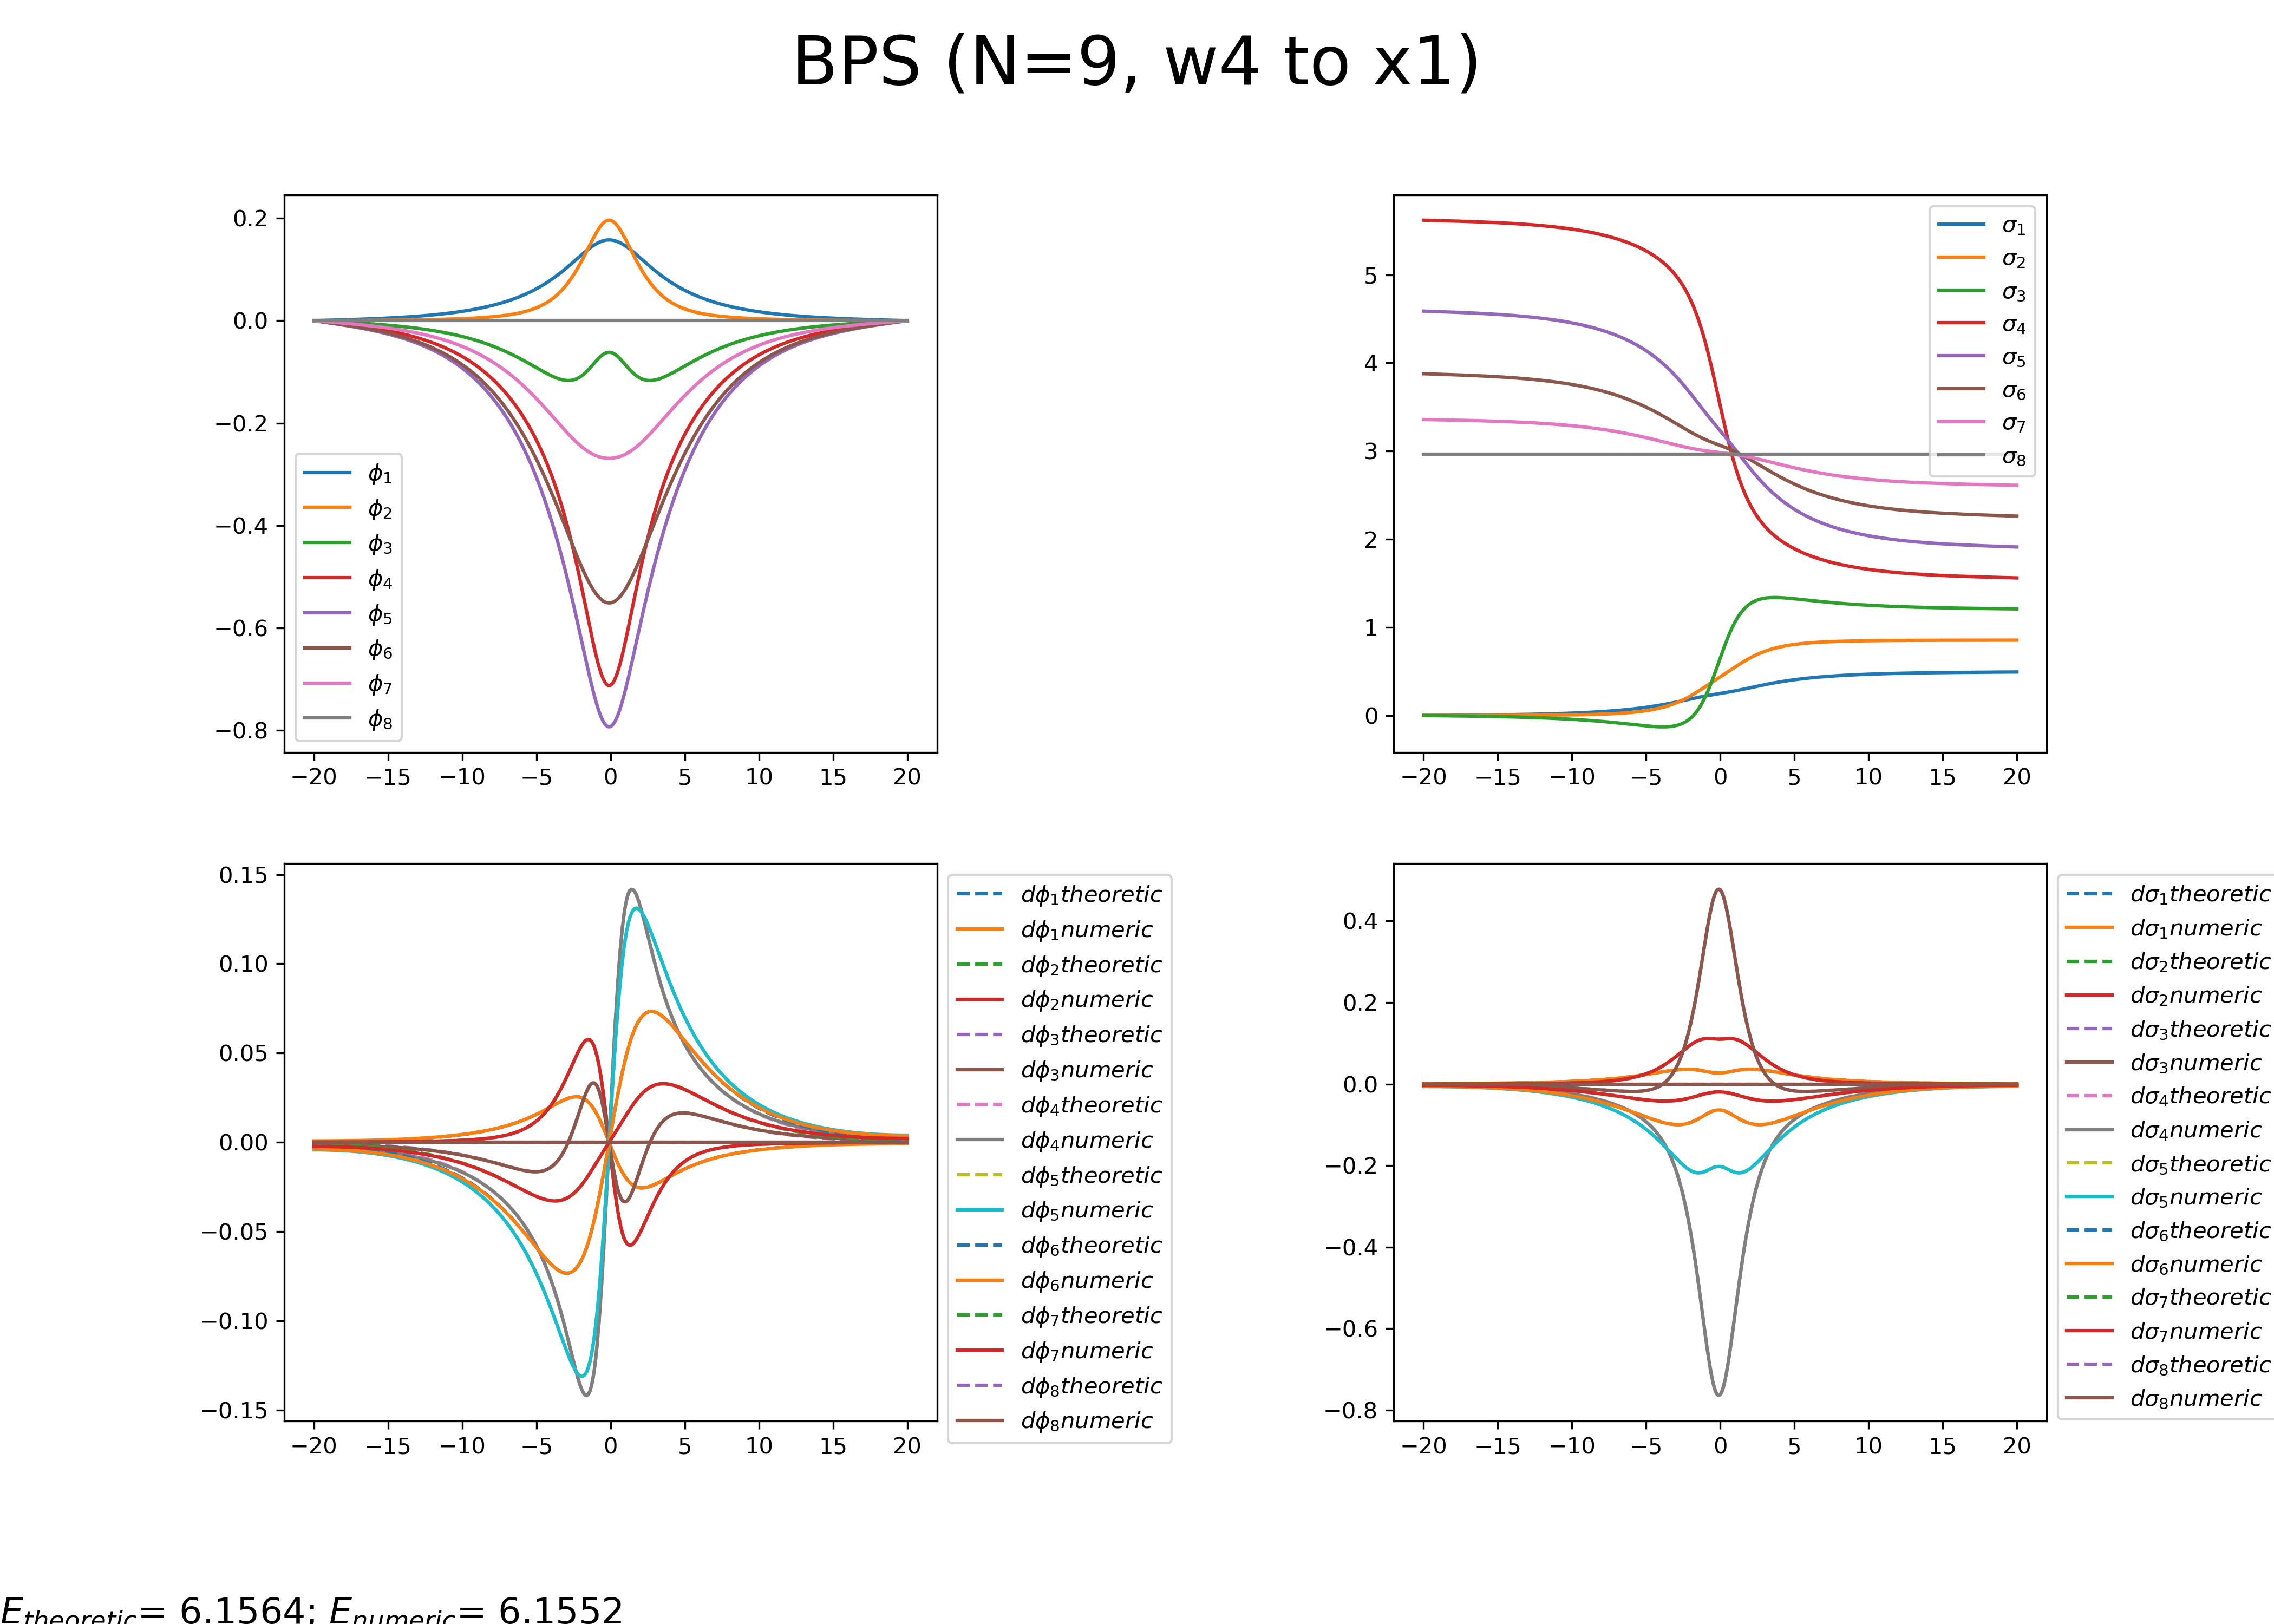 BPS (N=9, w4 to x1)
0.2
0.0
−0.2
−0.4
−0.6
−0.8
ϕ₁
ϕ₂
ϕ₃
ϕ₄
ϕ₅
ϕ₆
ϕ₇
ϕ₈
−20 −15 −10 −5 0 5 10 15 20
5
4
3
2
1
0
σ₁
σ₂
σ₃
σ₄
σ₅
σ₆
σ₇
σ₈
−20 −15 −10 −5 0 5 10 15 20
0.15
0.10
0.05
0.00
−0.05
−0.10
−0.15
−20 −15 −10 −5 0 5 10 15 20
dϕ₁theoretic
dϕ₁numeric
dϕ₂theoretic
dϕ₂numeric
dϕ₃theoretic
dϕ₃numeric
dϕ₄theoretic
dϕ₄numeric
dϕ₅theoretic
dϕ₅numeric
dϕ₆theoretic
dϕ₆numeric
dϕ₇theoretic
dϕ₇numeric
dϕ₈theoretic
dϕ₈numeric
0.4
0.2
0.0
−0.2
−0.4
−0.6
−0.8
−20 −15 −10 −5 0 5 10 15 20
dσ₁theoretic
dσ₁numeric
dσ₂theoretic
dσ₂numeric
dσ₃theoretic
dσ₃numeric
dσ₄theoretic
dσ₄numeric
dσ₅theoretic
dσ₅numeric
dσ₆theoretic
dσ₆numeric
dσ₇theoretic
dσ₇numeric
dσ₈theoretic
dσ₈numeric
E_theoretic= 6.1564; E_numeric= 6.1552